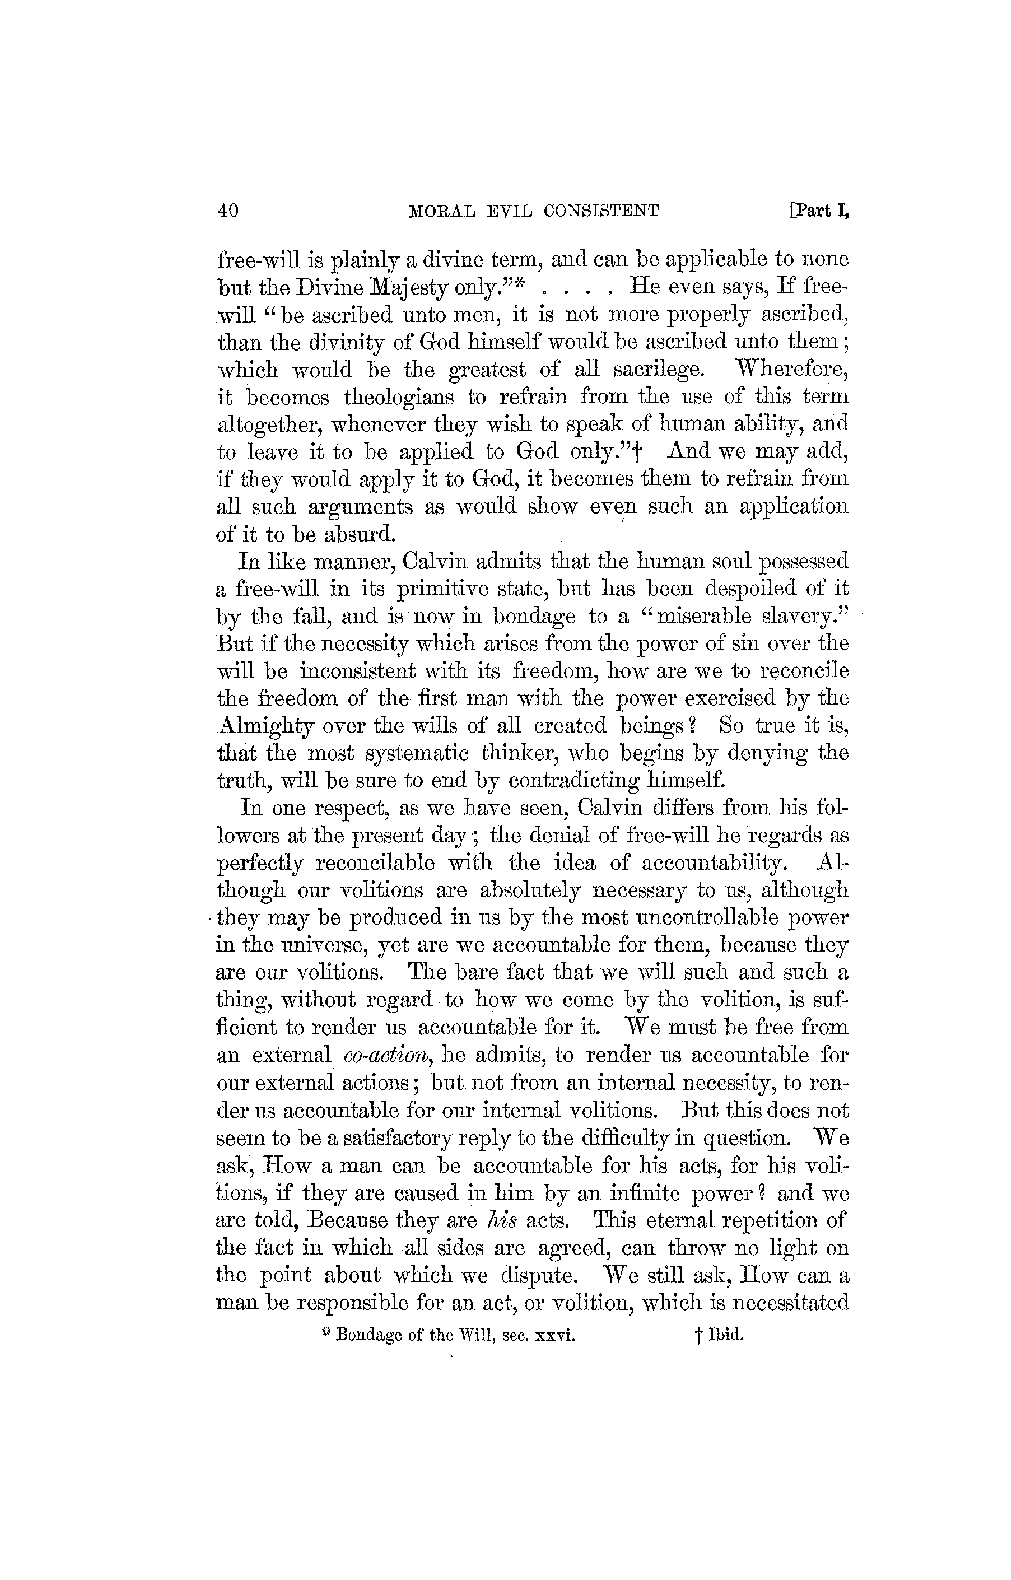 40 MORAL EVIL CONSISTENT [Part I,
free-will is plainly a divine term, and can be applicable to none
but the Divine Majesty only."* . . . . He even says, If free-
will "be ascribed unto men, it is not more properly ascribed,
than the divinity of God himself would be ascribed unto them;
which would be the greatest of all sacrilege. Wherefore,
it becomes theologians to refrain from the use of this term
altogether, whenever they wish to speak of human ability, and
to leave it to be applied to God only."† And we may add,
if they would apply it to God, it becomes them to refrain from
all such arguments as would show even such an application
of it to be absurd.
In like manner, Calvin admits that the human soul possessed
a free-will in its primitive state, but has been despoiled of it
by the fall, and is now in bondage to a "miserable slavery."
But if the necessity which arises from the power of sin over the
will be inconsistent with its freedom, how are we to reconcile
the freedom of the first man with the power exercised by the
Almighty over the wills of all created beings? So true it is,
that the most systematic thinker, who begins by denying the
truth, will be sure to end by contradicting himself.
In one respect, as we have seen, Calvin differs from his fol-
lowers at the present day; the denial of free-will he regards as
perfectly reconcilable with the idea of accountability. Al-
though our volitions are absolutely necessary to us, although
they may be produced in us by the most uncontrollable power
in the universe, yet are we accountable for them, because they
are our volitions. The bare fact that we will such and such a
thing, without regard to how we come by the volition, is suf-
ficient to render us accountable for it. We must be free from
an external co-action, he admits, to render us accountable for
our external actions; but not from an internal necessity, to ren-
der us accountable for our internal volitions. But this does not
seem to be a satisfactory reply to the difficulty in question. We
ask, How a man can be accountable for his acts, for his voli-
tions, if they are caused in him by an infinite power? and we
are told, Because they are his acts. This eternal repetition of
the fact in which all sides are agreed, can throw no light on
the point about which we dispute. We still ask, How can a
man be responsible for an act, or volition, which is necessitated
* Bondage of the Will, sec. xxvi. † Ibid.